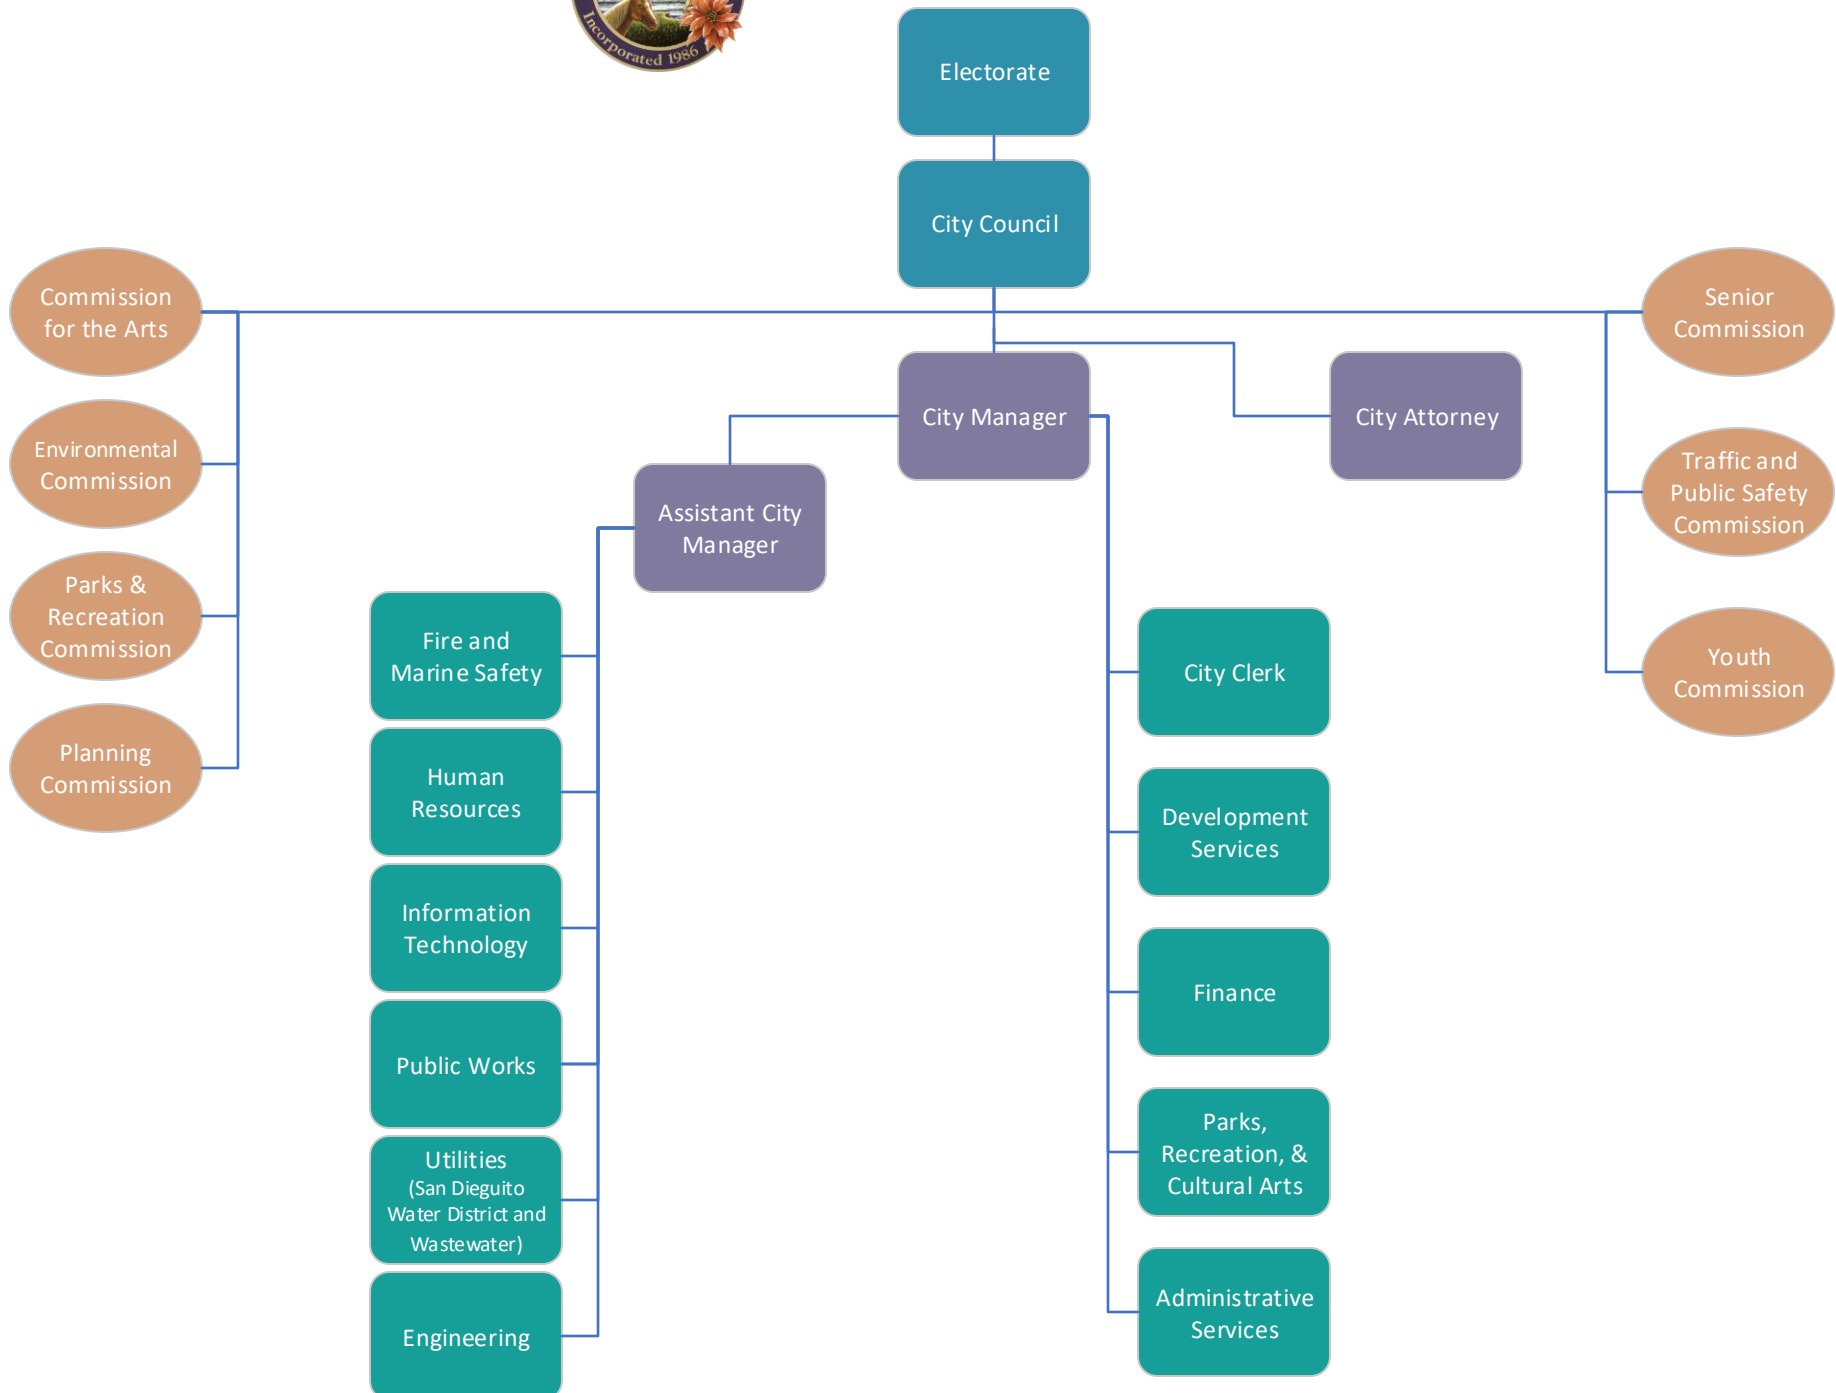 Incorporated 1986
Electorate
City Council
Commission
for the Arts
Senior
Commission
City Manager
City Attorney
Environmental
Commission
Traffic and
Public Safety
Commission
Assistant City
Manager
Parks &
Recreation
Commission
Fire and
Marine Safety
City Clerk
Youth
Commission
Planning
Commission
Human
Resources
Development
Services
Information
Technology
Finance
Public Works
Parks,
Recreation, &
Cultural Arts
Utilities
(San Dieguito
Water District and
Wastewater)
Administrative
Services
Engineering